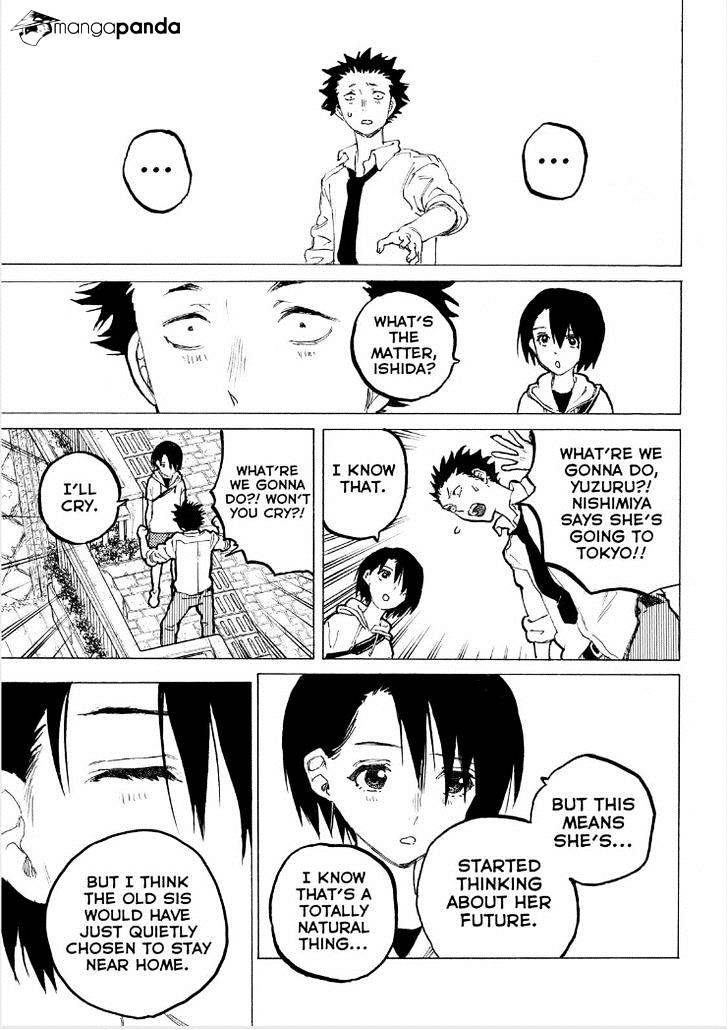 mangapanda
...
...
WHAT'S
THE
MATTER,
ISHIDA?
WHAT'RE WE
GONNA DO,
YUZURU?!
NISHIMIYA
SAYS SHE'S
GOING TO
TOKYO!!
I KNOW
THAT.
WHAT'RE
WE GONNA
DO?! WON'T
YOU CRY?!
I'LL
CRY.
BUT THIS
MEANS
SHE'S...
STARTED
THINKING
ABOUT HER
FUTURE.
I KNOW
THAT'S A
TOTALLY
NATURAL
THING...
BUT I THINK
THE OLD SIS
WOULD HAVE
JUST QUIETLY
CHOSEN TO STAY
NEAR HOME.